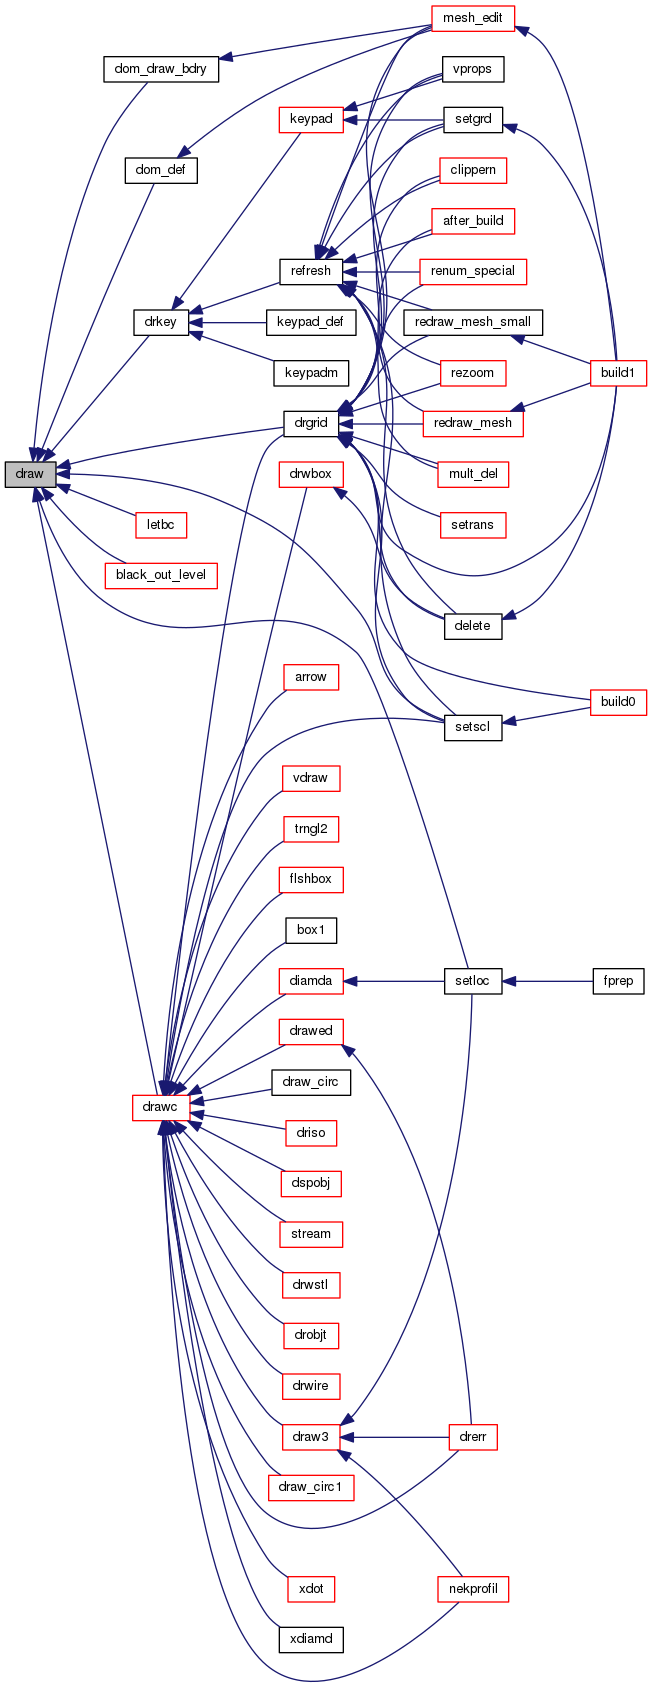 mesh_edit
dom_draw_bdry
vprops
keypad
setgrd
dom_def
clippern
after_build
refresh
renum_special
drkey
keypad_def
redraw_mesh_small
keypadm
rezoom
build1
drgrid
redraw_mesh
draw
drwbox
mult_del
letbc
setrans
black_out_level
delete
arrow
build0
setscl
vdraw
trngl2
flshbox
box1
diamda
setloc
fprep
drawed
draw_circ
drawc
driso
dspobj
stream
drwstl
drobjt
drwire
draw3
drerr
draw_circ1
xdot
nekprofil
xdiamd